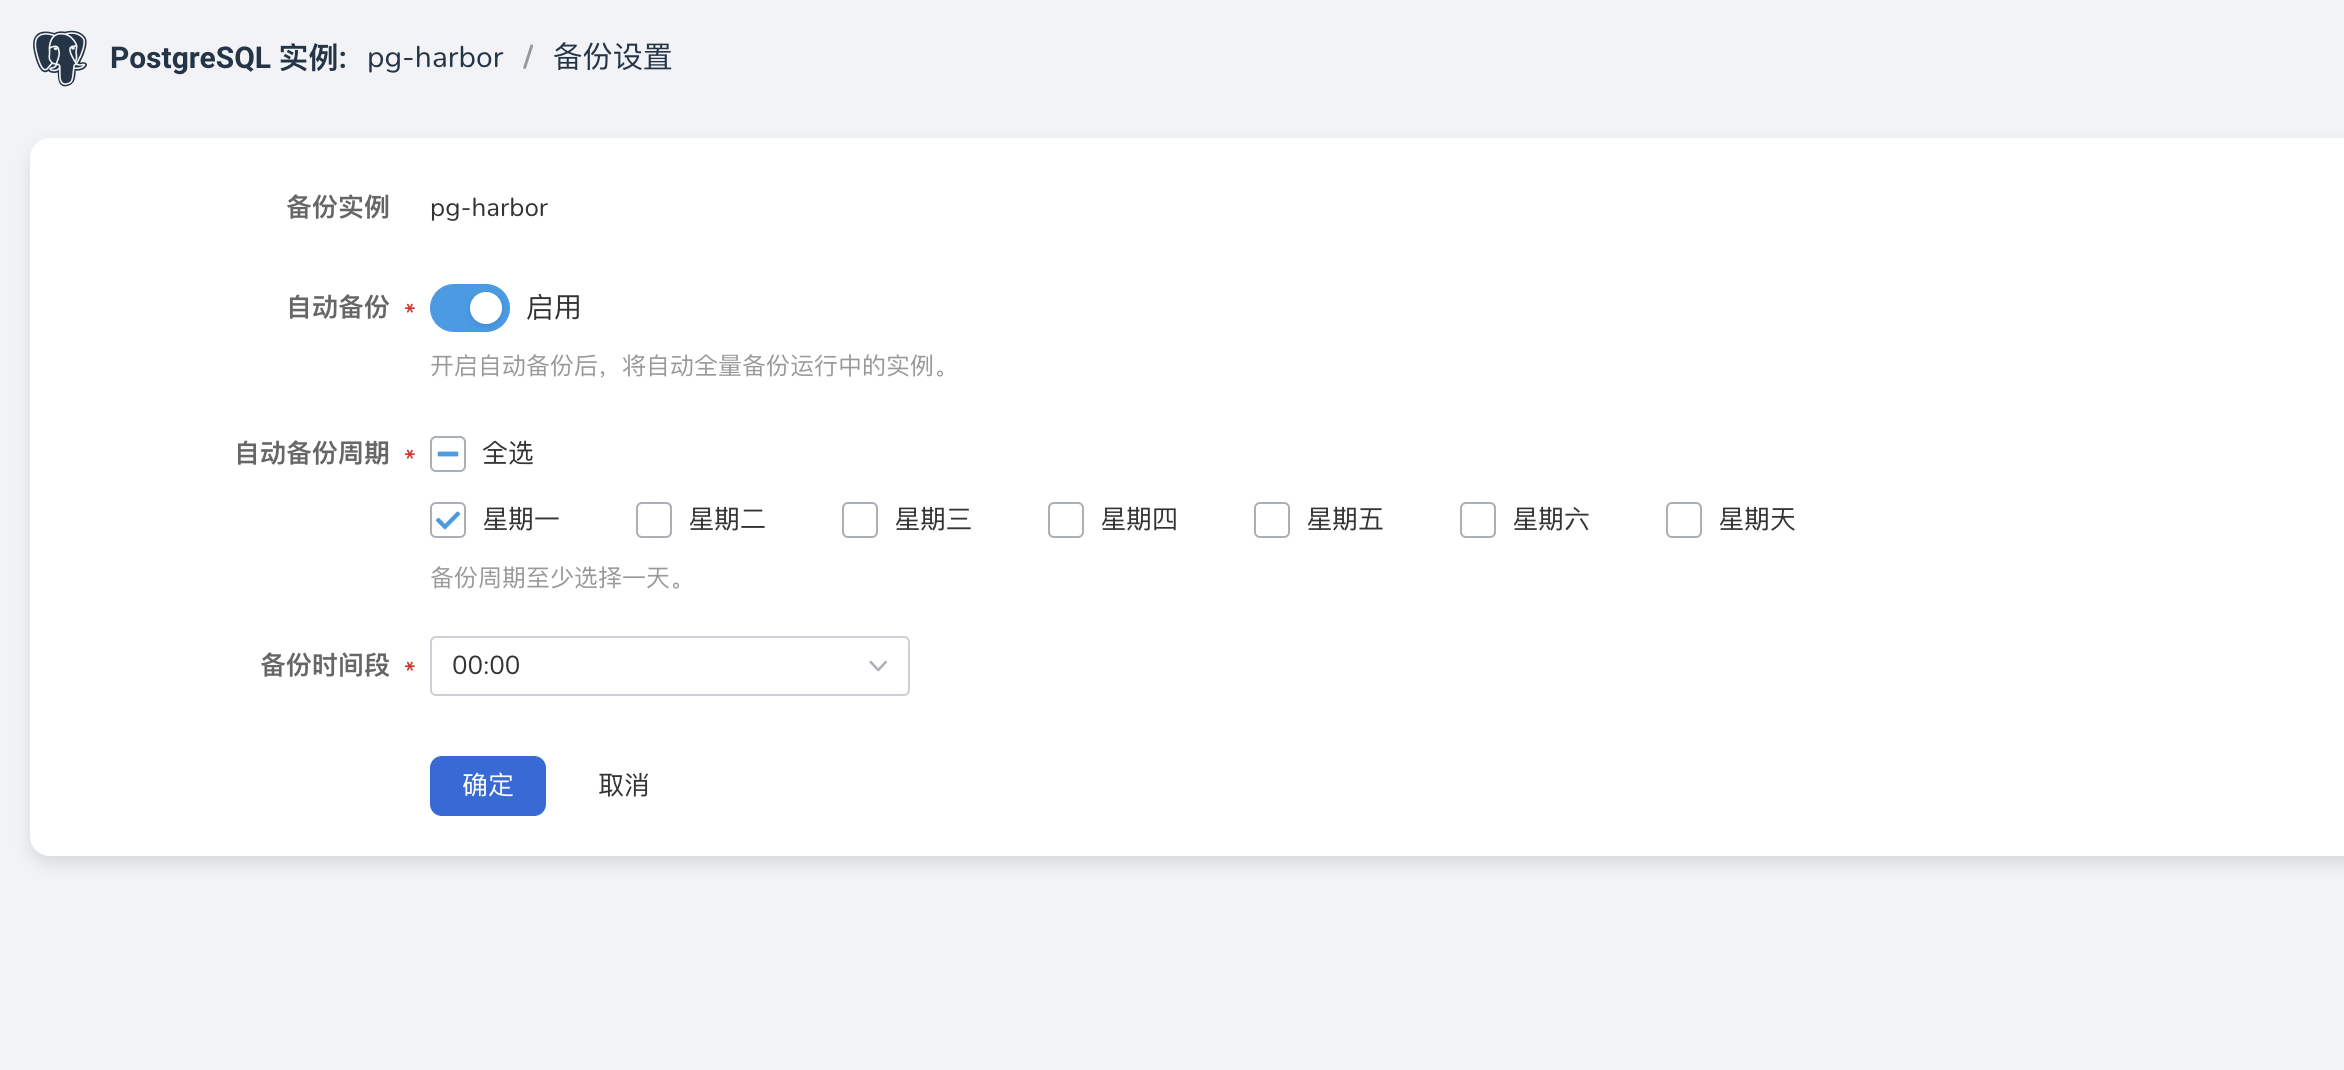 PostgreSQL 实例: pg-harbor / 备份设置
备份实例 pg-harbor
自动备份 * 启用
开启自动备份后，将自动全量备份运行中的实例。
自动备份周期 * 全选
星期一 星期二 星期三 星期四 星期五 星期六 星期天
备份周期至少选择一天。
备份时间段 * 00:00
确定 取消